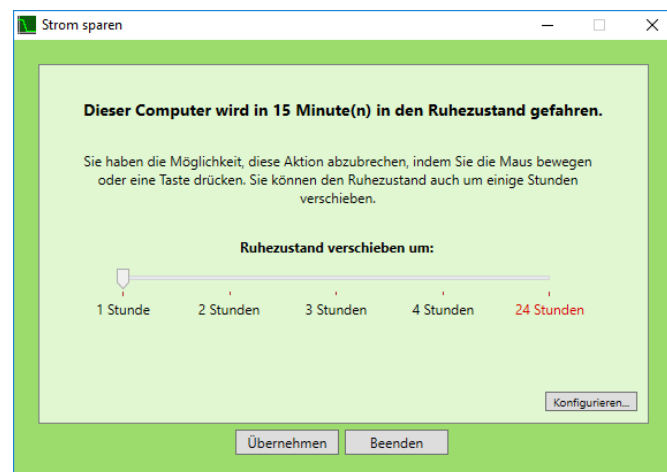 Strom sparen
Dieser Computer wird in 15 Minute(n) in den Ruhezustand gefahren.
Sie haben die Möglichkeit, diese Aktion abzubrechen, indem Sie die Maus bewegen
oder eine Taste drücken. Sie können den Ruhezustand auch um einige Stunden
verschieben.
Ruhezustand verschieben um:
1 Stunde 2 Stunden 3 Stunden 4 Stunden 24 Stunden
Konfigurieren...
Übernehmen Beenden